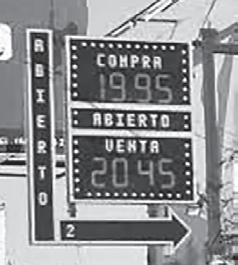 ABIERTO
COMPRA
19.95
ABIERTO
VENTA
20.45
2